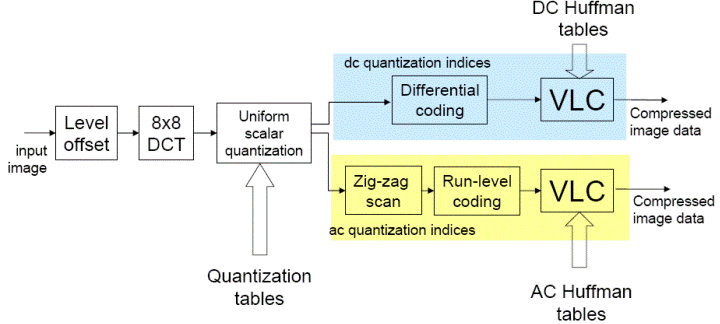 DC Huffman
tables
dc quantization indices
Differential
coding
VLC
Compressed
image data
input
image
Level
offset
8x8
DCT
Uniform
scalar
quantization
Zig-zag
scan
Run-level
coding
VLC
Compressed
image data
ac quantization indices
Quantization
tables
AC Huffman
tables